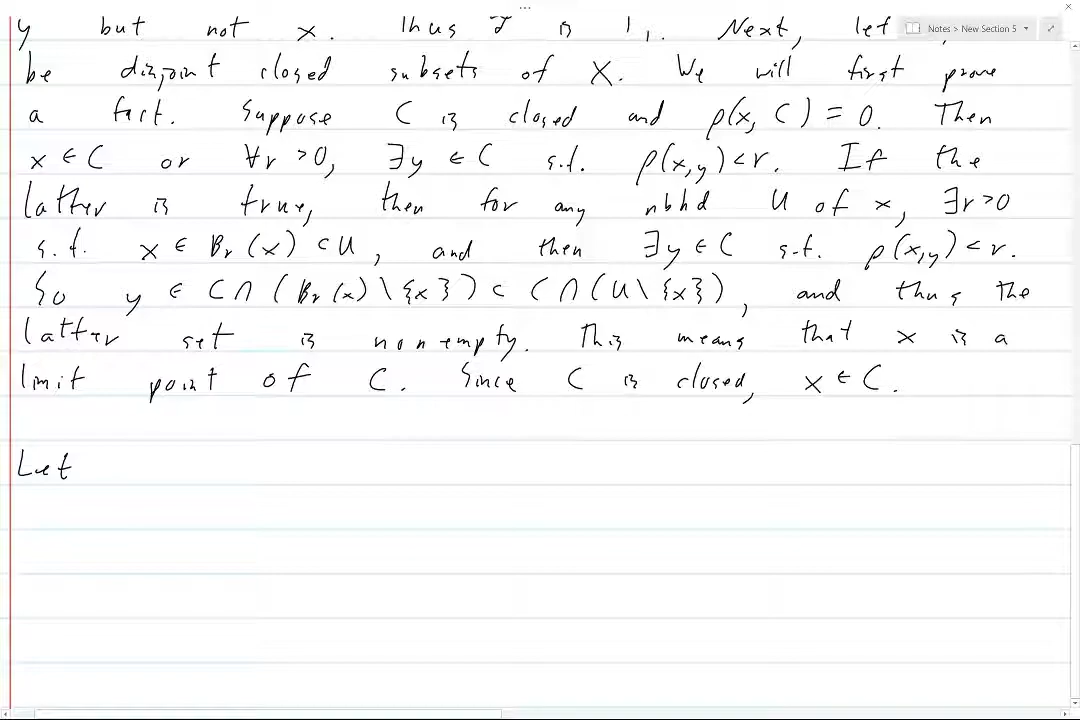 y but not x. Thus is T₁. Next, let
Notes > New Section 5
be disjoint closed subsets of X. We will first prove
a fact. Suppose C is closed and ρ(x, C) = 0. Then
x ∈ C or ∀r > 0, ∃y ∈ C s.t. ρ(x,y) < r. If the
latter is true, then for any nbhd U of x, ∃r > 0
s.t. x ∈ Br(x) ⊂ U, and then ∃y ∈ C s.t. ρ(x,y) < r.
So y ∈ C ∩ (Br(x) \ {x}) ⊂ C ∩ (U \ {x}), and thus the
latter set is nonempty. This means that x is a
limit point of C. Since C is closed, x ∈ C.
Let